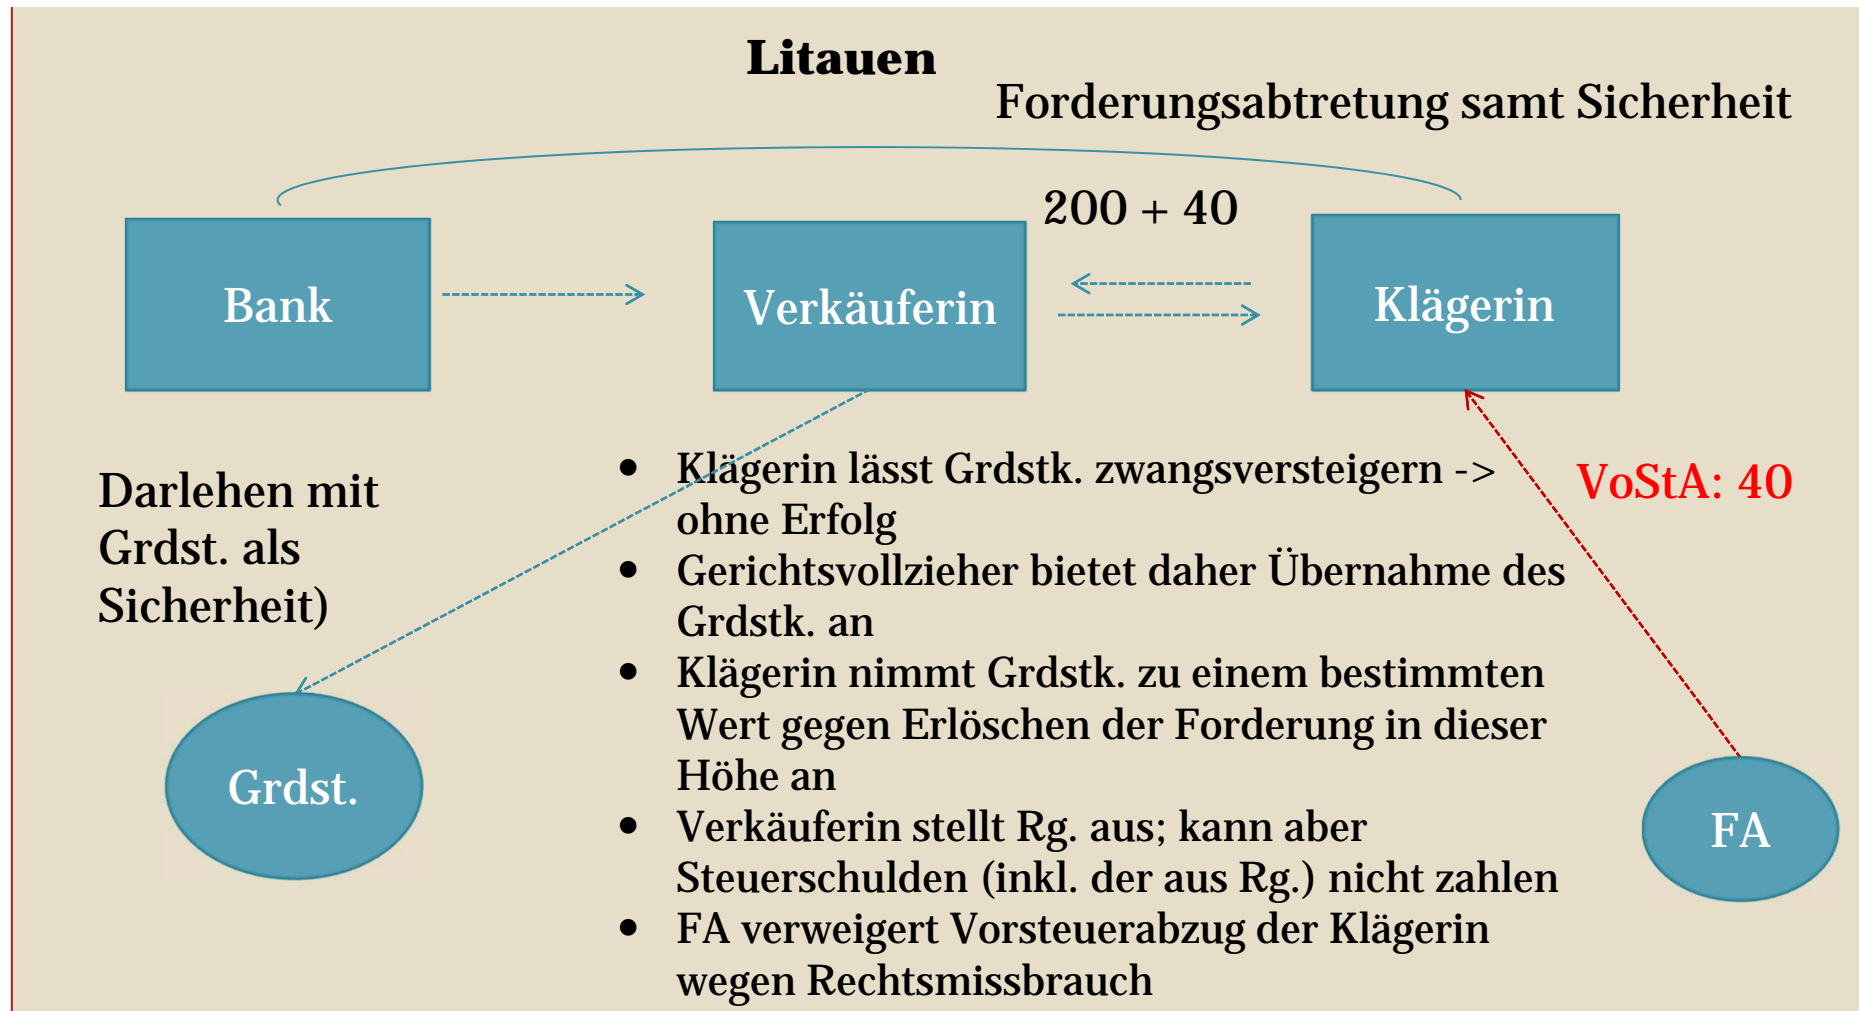 Litauen
Forderungsabtretung samt Sicherheit
200 + 40
Bank
Verkäuferin
Klägerin
Darlehen mit
Grdst. als
Sicherheit)
• Klägerin lässt Grdstk. zwangsversteigern ->
ohne Erfolg
• Gerichtsvollzieher bietet daher Übernahme des
Grdstk. an
• Klägerin nimmt Grdstk. zu einem bestimmten
Wert gegen Erlöschen der Forderung in dieser
Höhe an
• Verkäuferin stellt Rg. aus; kann aber
Steuerschulden (inkl. der aus Rg.) nicht zahlen
• FA verweigert Vorsteuerabzug der Klägerin
wegen Rechtsmissbrauch
VoStA: 40
Grdst.
FA